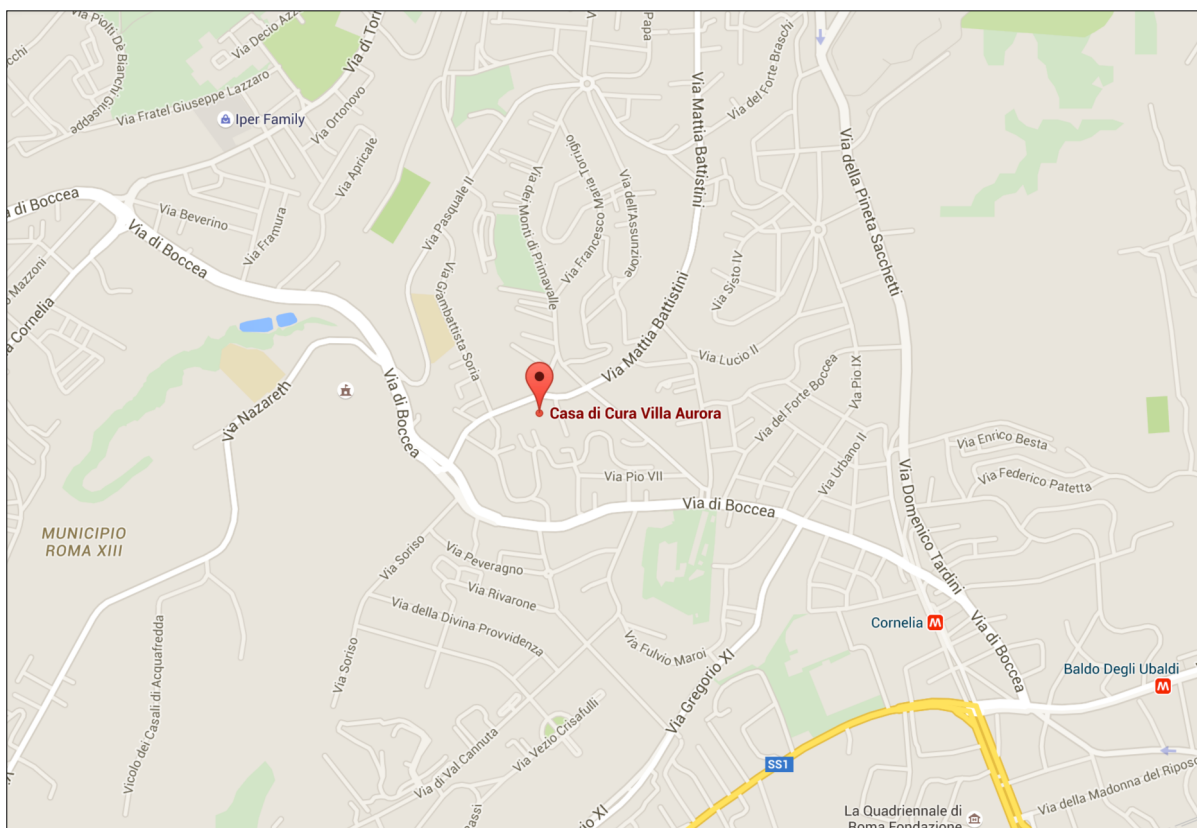 Via Piolti Dè
Bianchi Giuseppe
Via Decio Azz
Via di Torr
Via Fratel Giuseppe Lazzaro
Iper Family
Via Ortonovo
Via Apricale
Via Pasquale II
Via dei Monti di Primavalle
Via Francesco Maria Torrigio
Via dell'Assunzione
Papa
Via Mattia Battistini
Via del Forte Braschi
Via della Pineta Sacchetti
a di Boccea
Via Beverino
Via Framura
Via di Boccea
Mazzoni
a Cornelia
Via Giambattista Soria
Via Sisto IV
Via Mattia Battistini
Via Lucio II
Via Pio IX
Via del Forte Boccea
Via Nazareth
Via di Boccea
Casa di Cura Villa Aurora
Via Urbano II
Via Enrico Besta
Via Federico Patetta
Via Pio VII
Via di Boccea
Via Domenico Tardini
MUNICIPIO
ROMA XIII
Via Soriso
Via Peveragno
Via Rivarone
Via della Divina Provvidenza
Via Fulvio Maroi
Cornelia
M
Via di Boccea
Baldo Degli Ubaldi
M
Vicolo dei Casali di Acquafredda
Via Soriso
Via Gregorio XI
Via Vezio Crisafulli
Via di Val Cannuta
SS1
Via della Madonna del Riposo
assi
io XI
La Quadriennale di
Roma Fondazione